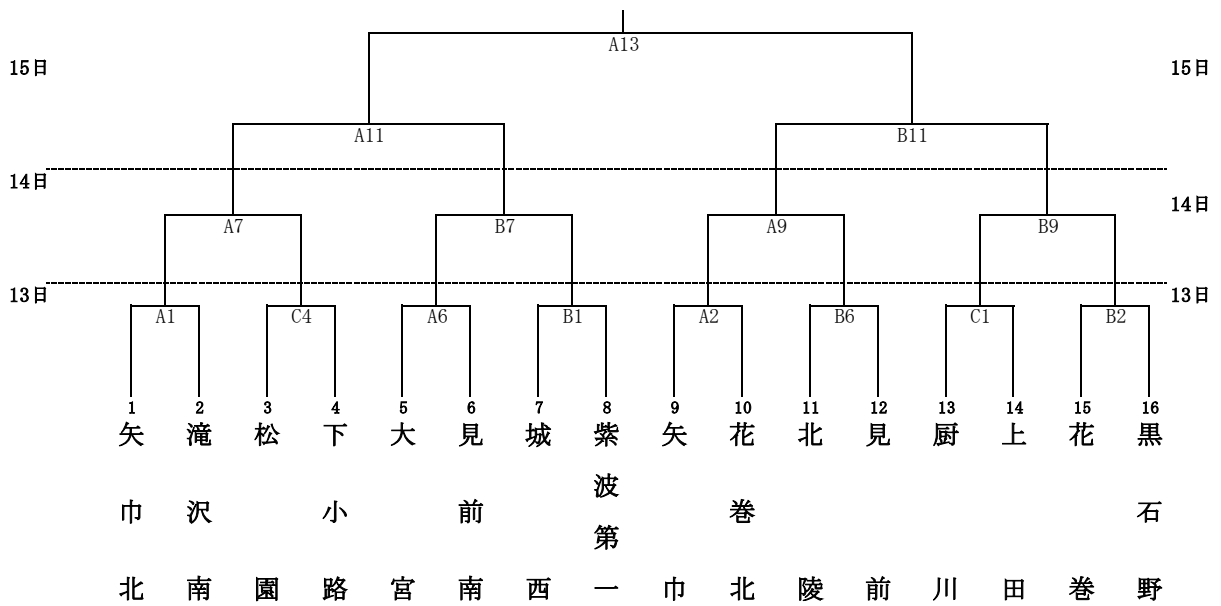 A13
15日 15日
A11 B11
14日 14日
A7 B7 A9 B9
13日 13日
A1 C4 A6 B1 A2 B6 C1 B2
1 2 3 4 5 6 7 8 9 10 11 12 13 14 15 16
矢巾北
滝沢南
松園
下小路
大宮
見前南
城西
紫波第一
矢巾
花巻北
北陵
見前
厨川
上田
花巻
黒石野